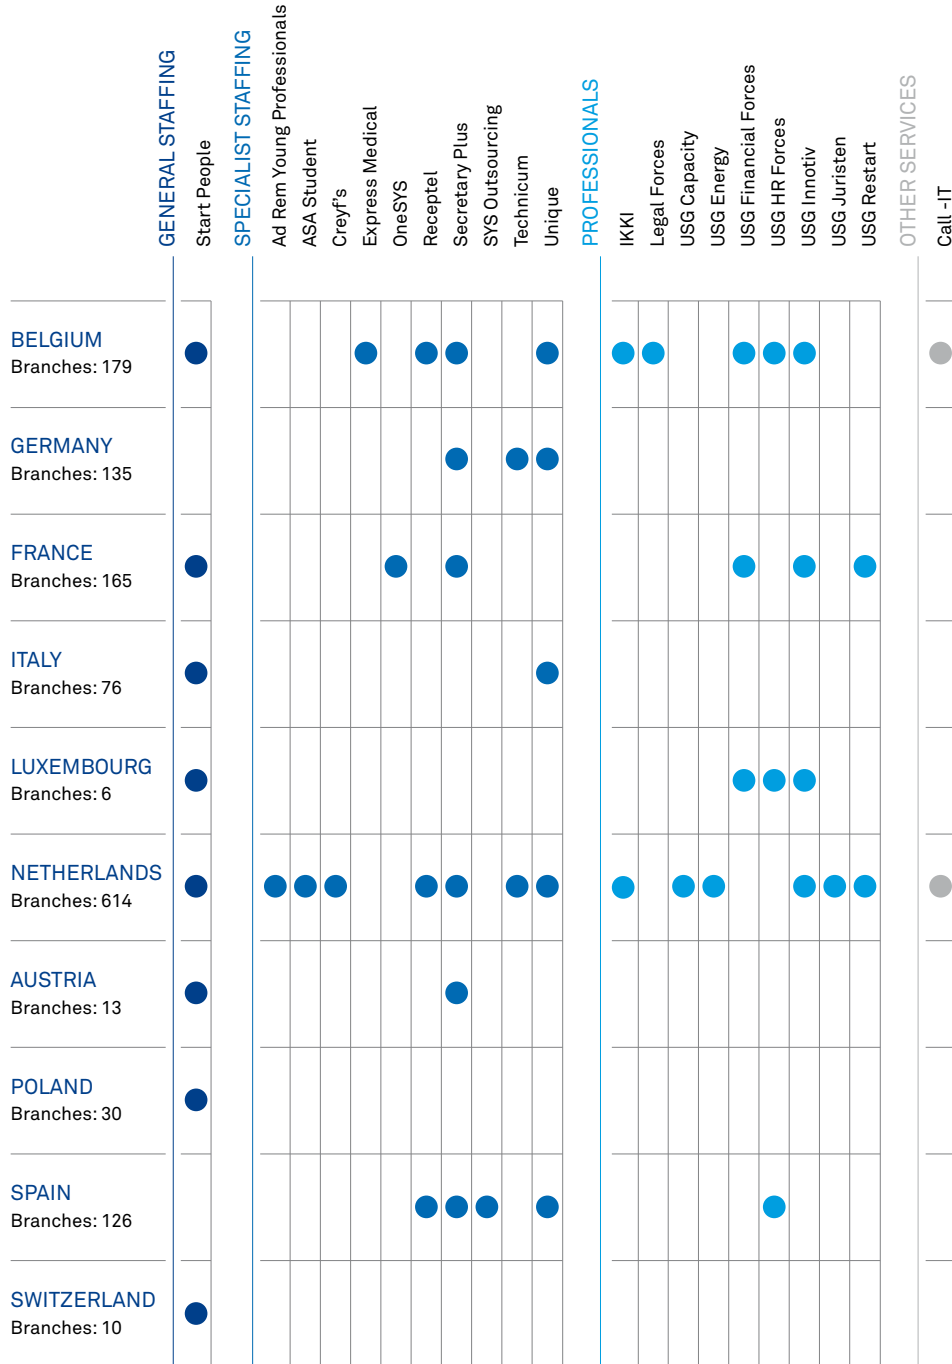 GENERAL STAFFING
Start People
SPECIALIST STAFFING
Ad Rem Young Professionals
ASA Student
Creyf's
Express Medical
OneSYS
Receptel
Secretary Plus
SYS Outsourcing
Technicum
Unique
PROFESSIONALS
IKKI
Legal Forces
USG Capacity
USG Energy
USG Financial Forces
USG HR Forces
USG Innotiv
USG Juristen
USG Restart
OTHER SERVICES
Call -IT
BELGIUM
Branches: 179
GERMANY
Branches: 135
FRANCE
Branches: 165
ITALY
Branches: 76
LUXEMBOURG
Branches: 6
NETHERLANDS
Branches: 614
AUSTRIA
Branches: 13
POLAND
Branches: 30
SPAIN
Branches: 126
SWITZERLAND
Branches: 10